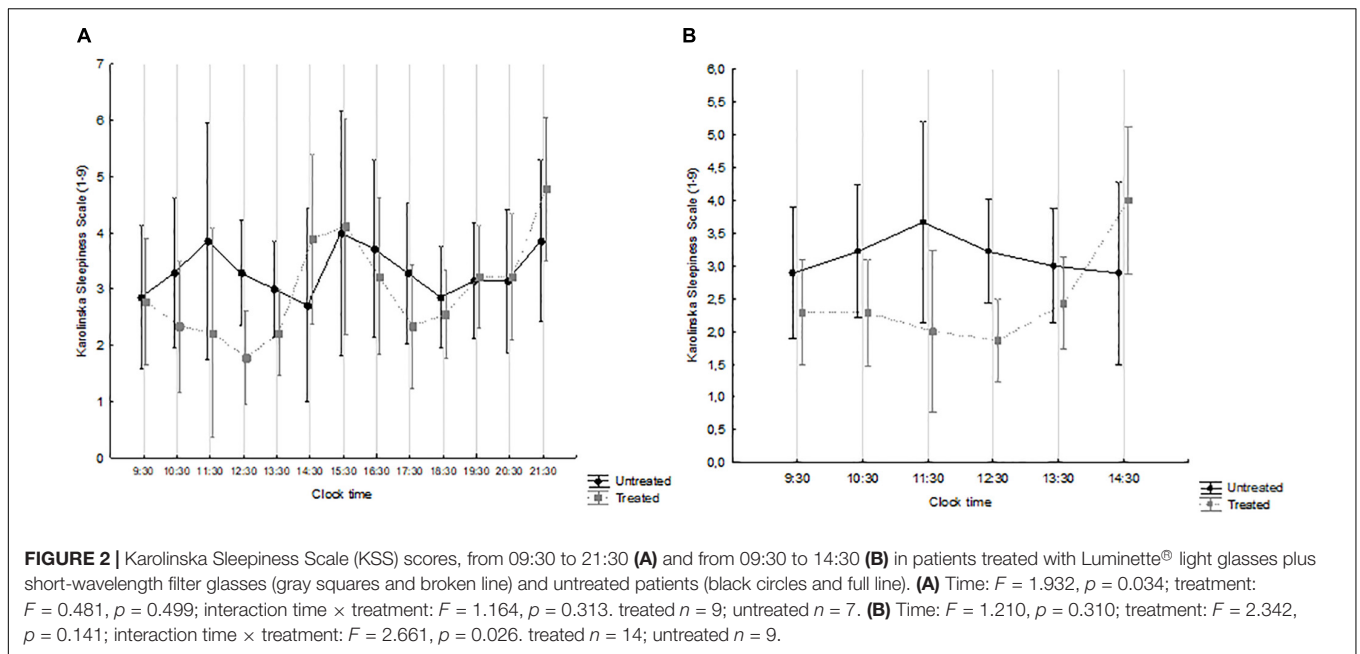 A
7
6
5
4
3
2
1
0
Karolinska Sleepiness Scale (1-9)
9:30 10:30 11:30 12:30 13:30 14:30 15:30 16:30 17:30 18:30 19:30 20:30 21:30
Clock time
Untreated
Treated
B
6,0
5,5
5,0
4,5
4,0
3,5
3,0
2,5
2,0
1,5
1,0
0,5
0,0
Karolinska Sleepiness Scale (1-9)
9:30 10:30 11:30 12:30 13:30 14:30
Clock time
Untreated
Treated
FIGURE 2 | Karolinska Sleepiness Scale (KSS) scores, from 09:30 to 21:30 (A) and from 09:30 to 14:30 (B) in patients treated with Luminette® light glasses plus
short-wavelength filter glasses (gray squares and broken line) and untreated patients (black circles and full line). (A) Time: F = 1.932, p = 0.034; treatment:
F = 0.481, p = 0.499; interaction time × treatment: F = 1.164, p = 0.313. treated n = 9; untreated n = 7. (B) Time: F = 1.210, p = 0.310; treatment: F = 2.342,
p = 0.141; interaction time × treatment: F = 2.661, p = 0.026. treated n = 14; untreated n = 9.